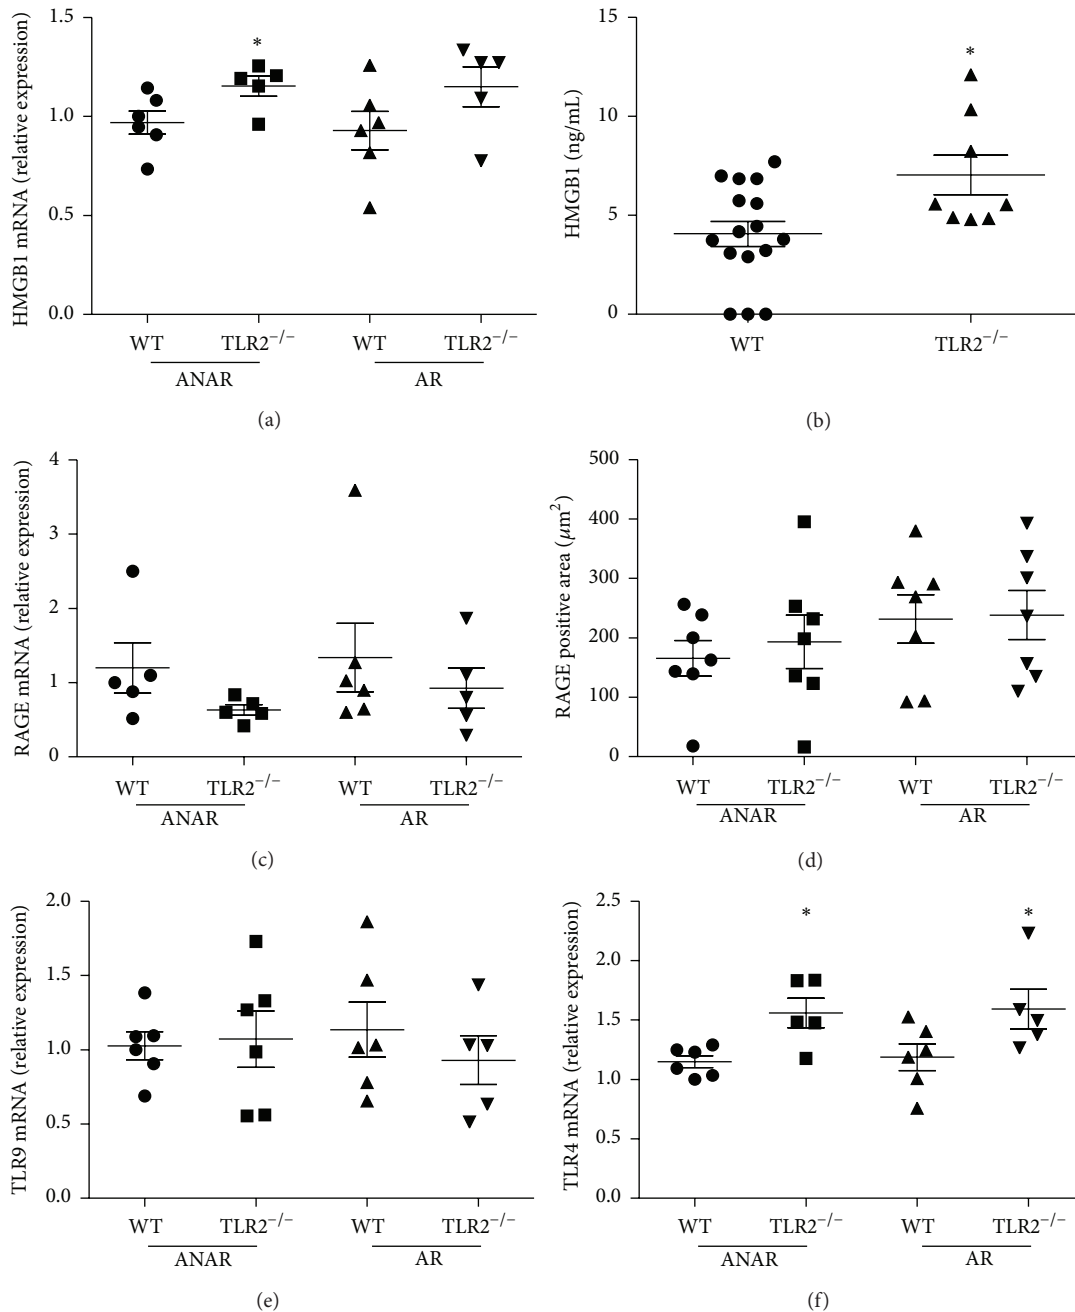 HMGB1 mRNA (relative expression)
1.5
1.0
0.5
0.0
*
WT
TLR2−/−
WT
TLR2−/−
ANAR
AR
(a)
HMGB1 (ng/mL)
15
10
5
0
*
WT
TLR2−/−
(b)
RAGE mRNA (relative expression)
4
3
2
1
0
WT
TLR2−/−
WT
TLR2−/−
ANAR
AR
(c)
RAGE positive area (μm²)
500
400
300
200
100
0
WT
TLR2−/−
WT
TLR2−/−
ANAR
AR
(d)
TLR9 mRNA (relative expression)
2.0
1.5
1.0
0.5
0.0
WT
TLR2−/−
WT
TLR2−/−
ANAR
AR
(e)
TLR4 mRNA (relative expression)
2.5
2.0
1.5
1.0
0.5
0.0
*
*
WT
TLR2−/−
WT
TLR2−/−
ANAR
AR
(f)